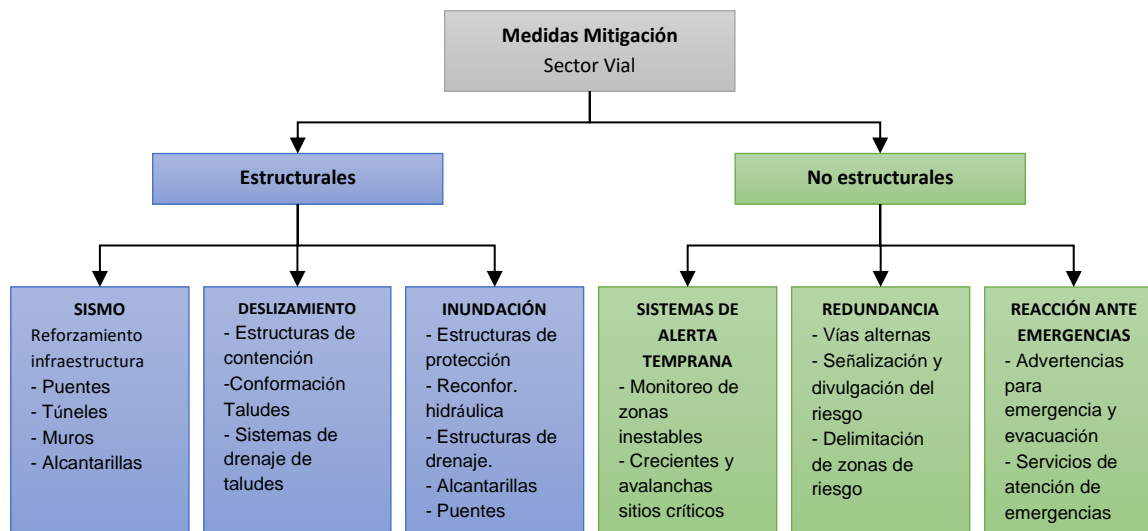 Medidas Mitigación
Sector Vial
Estructurales
No estructurales
SISMO
Reforzamiento
infraestructura
- Puentes
- Túneles
- Muros
- Alcantarillas
DESLIZAMIENTO
- Estructuras de
contención
-Conformación
Taludes
- Sistemas de
drenaje de
taludes
INUNDACIÓN
- Estructuras de
protección
- Reconfor.
hidráulica
- Estructuras de
drenaje.
- Alcantarillas
- Puentes
SISTEMAS DE
ALERTA
TEMPRANA
- Monitoreo de
zonas
inestables
- Crecientes y
avalanchas
sitios críticos
REDUNDANCIA
- Vías alternas
- Señalización y
divulgación del
riesgo
- Delimitación
de zonas de
riesgo
REACCIÓN ANTE
EMERGENCIAS
- Advertencias
para
emergencia y
evacuación
- Servicios de
atención de
emergencias